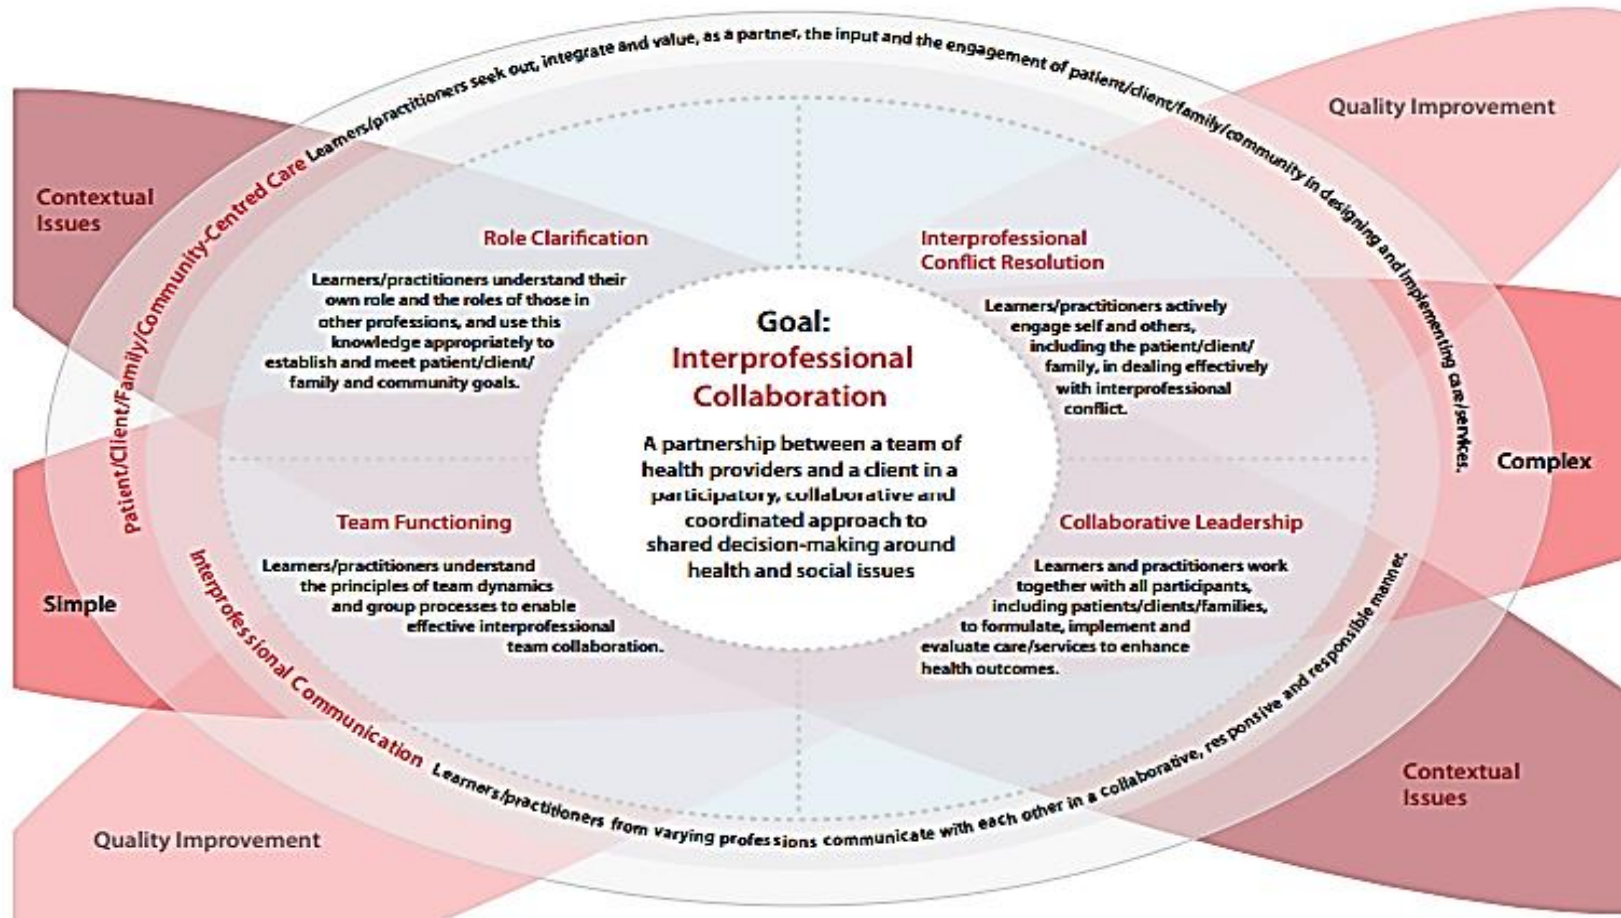 Patient/Client/Family/Community-Centred Care Learners/practitioners seek out, integrate and value, as a partner, the input and the engagement of patient/client/family/community in designing and implementing care/services.
Quality Improvement
Contextual
Issues
Role Clarification
Learners/practitioners understand their
own role and the roles of those in
other professions, and use this
knowledge appropriately to
establish and meet patient/client/
family and community goals.
Interprofessional
Conflict Resolution
Learners/practitioners actively
engage self and others,
including the patient/client/
family, in dealing effectively
with interprofessional
conflict.
Goal:
Interprofessional
Collaboration
A partnership between a team of
health providers and a client in a
participatory, collaborative and
coordinated approach to
shared decision-making around
health and social issues
Complex
Team Functioning
Learners/practitioners understand
the principles of team dynamics
and group processes to enable
effective interprofessional
team collaboration.
Collaborative Leadership
Learners and practitioners work
together with all participants,
including patients/clients/families,
to formulate, implement and
evaluate care/services to enhance
health outcomes.
Simple
Interprofessional Communication Learners/practitioners from varying professions communicate with each other in a collaborative, responsive and responsible manner.
Contextual
Issues
Quality Improvement